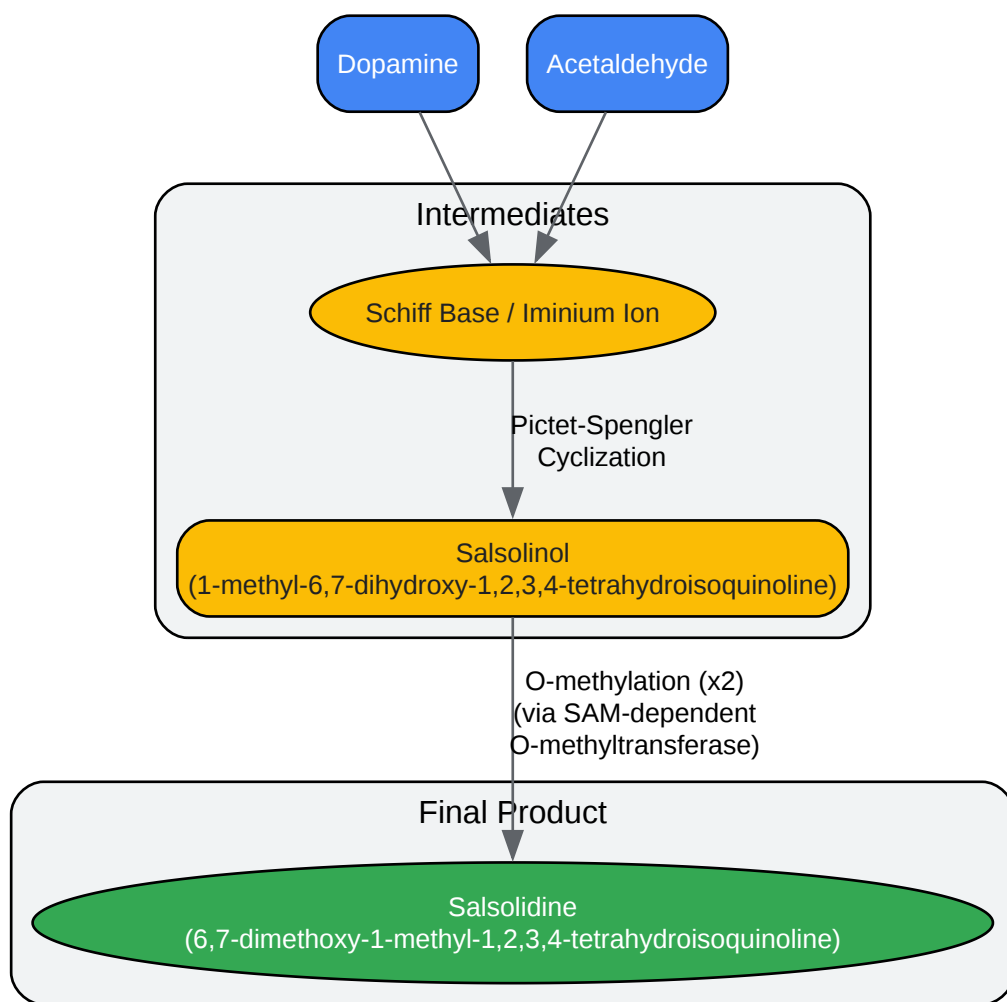 Dopamine
Acetaldehyde
Intermediates
Schiff Base / Iminium Ion
Pictet-Spengler
Cyclization
Salsolinol
(1-methyl-6,7-dihydroxy-1,2,3,4-tetrahydroisoquinoline)
O-methylation (x2)
(via SAM-dependent
O-methyltransferase)
Final Product
Salsolidine
(6,7-dimethoxy-1-methyl-1,2,3,4-tetrahydroisoquinoline)